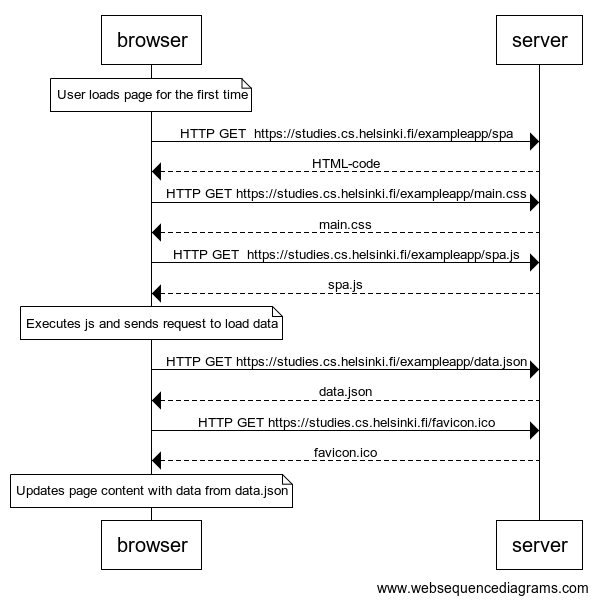 browser
server
User loads page for the first time
HTTP GET  https://studies.cs.helsinki.fi/exampleapp/spa
HTML-code
HTTP GET https://studies.cs.helsinki.fi/exampleapp/main.css
main.css
HTTP GET  https://studies.cs.helsinki.fi/exampleapp/spa.js
spa.js
Executes js and sends request to load data
HTTP GET https://studies.cs.helsinki.fi/exampleapp/data.json
data.json
HTTP GET https://studies.cs.helsinki.fi/favicon.ico
favicon.ico
Updates page content with data from data.json
browser
server
www.websequencediagrams.com